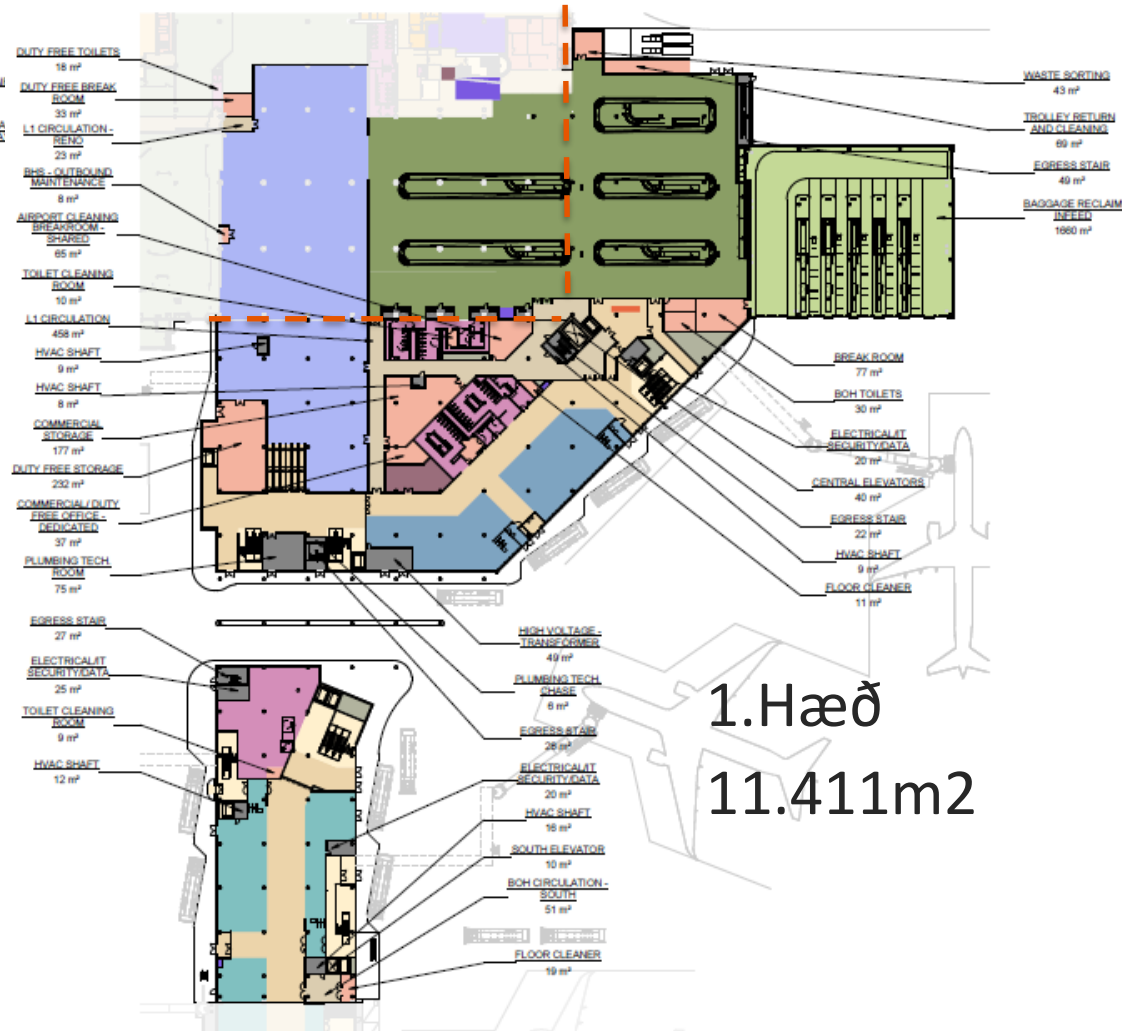 DUTY FREE TOILETS
18 m²
DUTY FREE BREAK
ROOM
33 m²
L1 CIRCULATION -
RENO
23 m²
BHS - OUTBOUND
MAINTENANCE
8 m²
AIRPORT CLEANING
BREAKROOM -
SHARED
65 m²
TOILET CLEANING
ROOM
10 m²
L1 CIRCULATION
458 m²
HVAC SHAFT
9 m²
HVAC SHAFT
8 m²
COMMERCIAL
STORAGE
177 m²
DUTY FREE STORAGE
232 m²
COMMERCIAL/ DUTY
FREE OFFICE -
DEDICATED
37 m²
PLUMBING TECH.
ROOM
75 m²
EGRESS STAIR
27 m²
ELECTRICAL/IT
SECURITY/DATA
25 m²
TOILET CLEANING
ROOM
9 m²
HVAC SHAFT
12 m²
WASTE SORTING
43 m²
TROLLEY RETURN
AND CLEANING
69 m²
EGRESS STAIR
49 m²
BAGGAGE RECLAIM
INFEED
1660 m²
BREAK ROOM
77 m²
BOH TOILETS
30 m²
ELECTRICAL/IT
SECURITY/DATA
20 m²
CENTRAL ELEVATORS
40 m²
EGRESS STAIR
22 m²
HVAC SHAFT
9 m²
FLOOR CLEANER
11 m²
HIGH VOLTAGE -
TRANSFORMER
49 m²
PLUMBING TECH.
CHASE
6 m²
EGRESS STAIR
28 m²
ELECTRICAL/IT
SECURITY/DATA
20 m²
HVAC SHAFT
16 m²
SOUTH ELEVATOR
10 m²
BOH CIRCULATION -
SOUTH
51 m²
FLOOR CLEANER
19 m²
1.Hæð
11.411m2